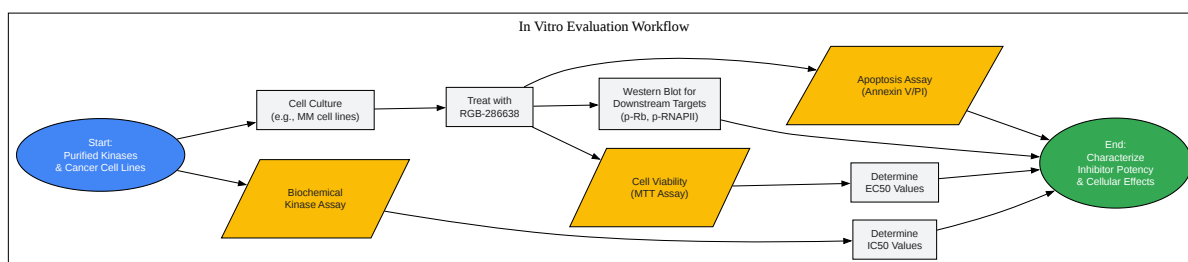 In Vitro Evaluation Workflow
Start:
Purified Kinases
& Cancer Cell Lines
Cell Culture
(e.g., MM cell lines)
Biochemical
Kinase Assay
Treat with
RGB-286638
Western Blot for
Downstream Targets
(p-Rb, p-RNAPII)
Cell Viability
(MTT Assay)
Apoptosis Assay
(Annexin V/PI)
Determine
EC50 Values
Determine
IC50 Values
End:
Characterize
Inhibitor Potency
& Cellular Effects